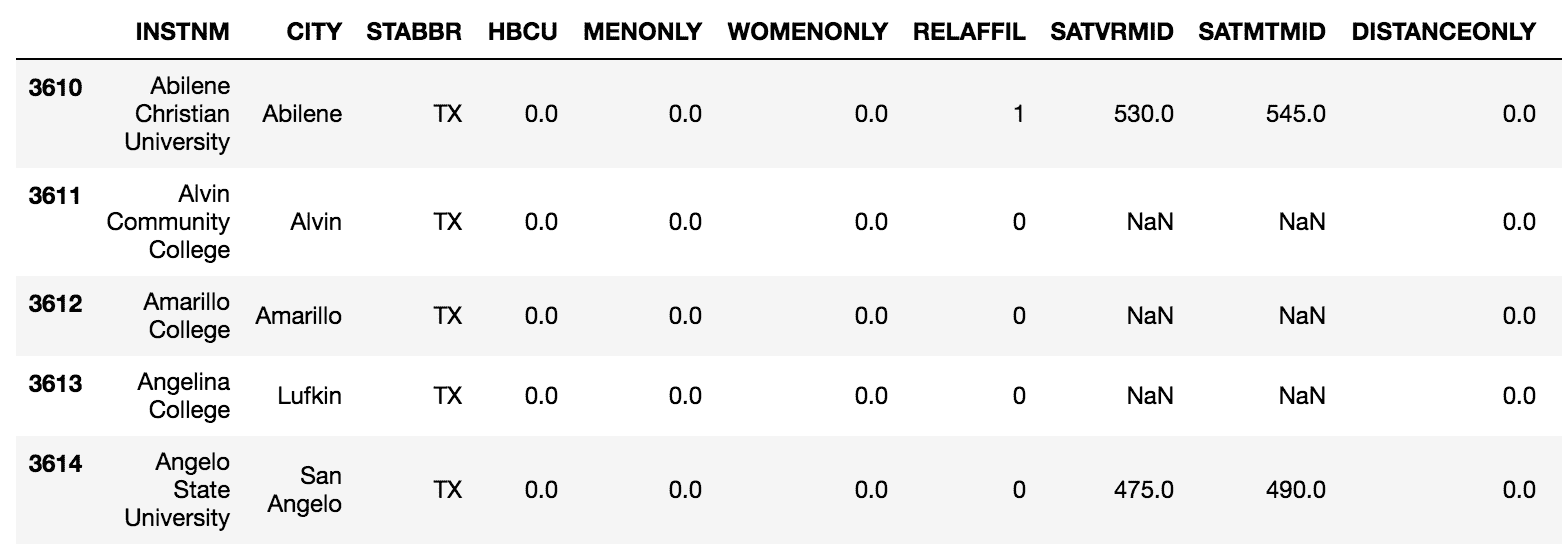 INSTNM CITY STABBR HBCU MENONLY WOMENONLY RELAFFIL SATVRMID SATMTMID DISTANCEONLY
3610 Abilene Christian University Abilene TX 0.0 0.0 0.0 1 530.0 545.0 0.0
3611 Alvin Community College Alvin TX 0.0 0.0 0.0 0 NaN NaN 0.0
3612 Amarillo College Amarillo TX 0.0 0.0 0.0 0 NaN NaN 0.0
3613 Angelina College Lufkin TX 0.0 0.0 0.0 0 NaN NaN 0.0
3614 Angelo State University San Angelo TX 0.0 0.0 0.0 0 475.0 490.0 0.0